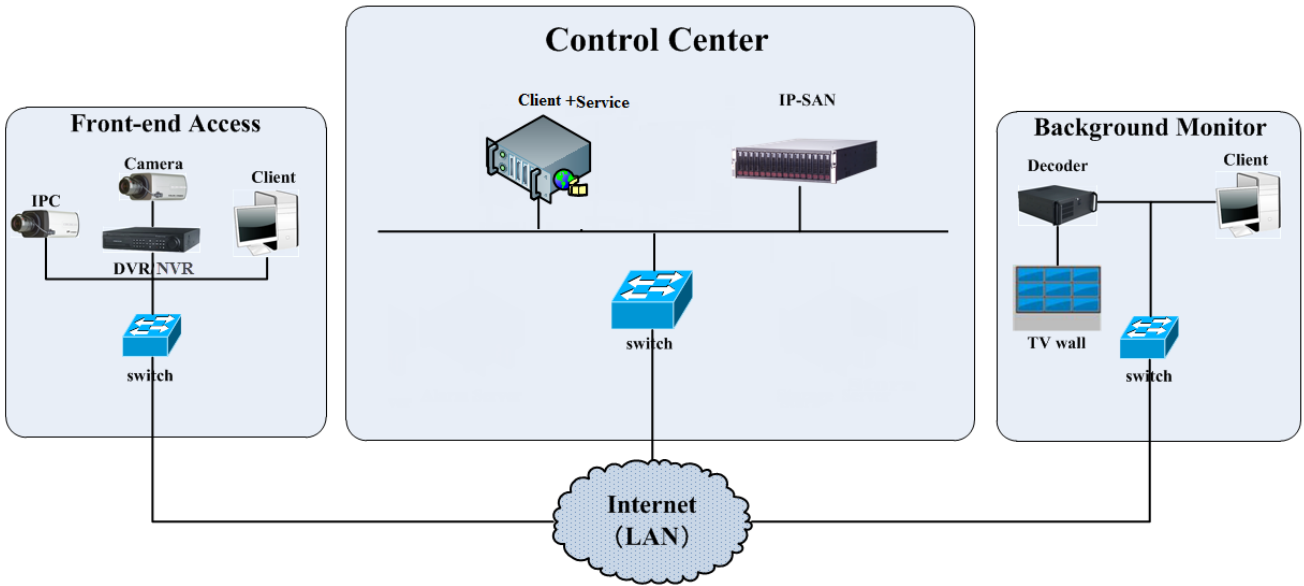 Control Center
Client +Service
IP-SAN
switch
Front-end Access
Camera
Client
IPC
DVR/NVR
switch
Background Monitor
Decoder
Client
TV wall
switch
Internet
（LAN）